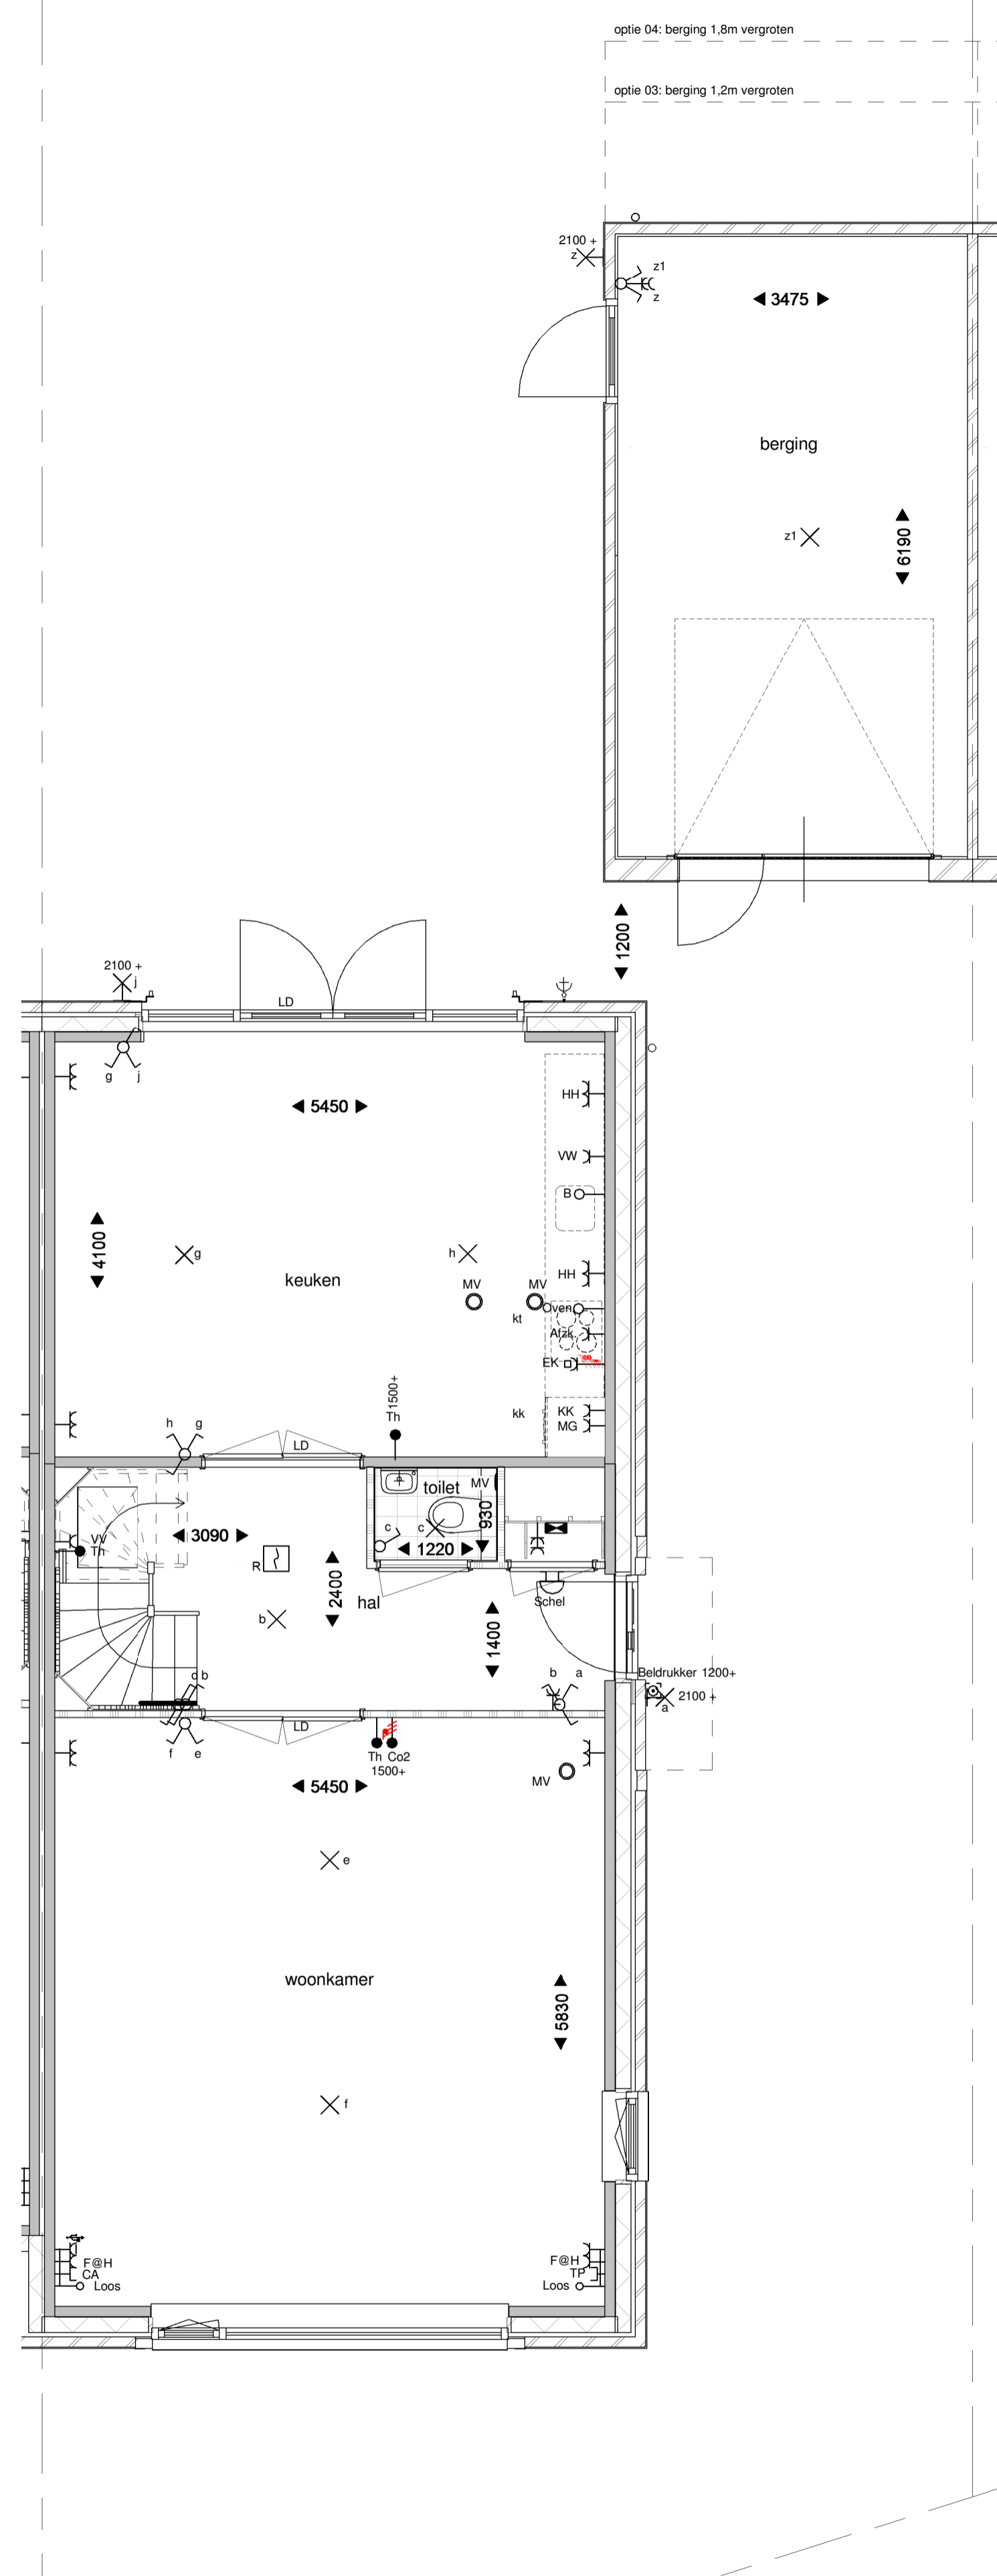 optie 04: berging 1,8m vergroten
optie 03: berging 1,2m vergroten
2100 +
z
z1
z
3475
berging
z1
6190
1200
2100 +
j
LD
g
j
5450
HH
VW
B
4100
g
h
keuken
HH
MV
MV
Oven
kt
Afzk.
EK
1500+
Th
kk
KK
MG
h
g
LD
toilet
MV
VV
Th
3090
c
c
930
1220
R
2400
hal
Schel
b
1400
d b
b
a
Beldrukker 1200+
2100 +
a
f
e
LD
Th
Co2
1500+
MV
5450
e
woonkamer
5830
f
F@H
CA
Loos
F@H
TP
Loos